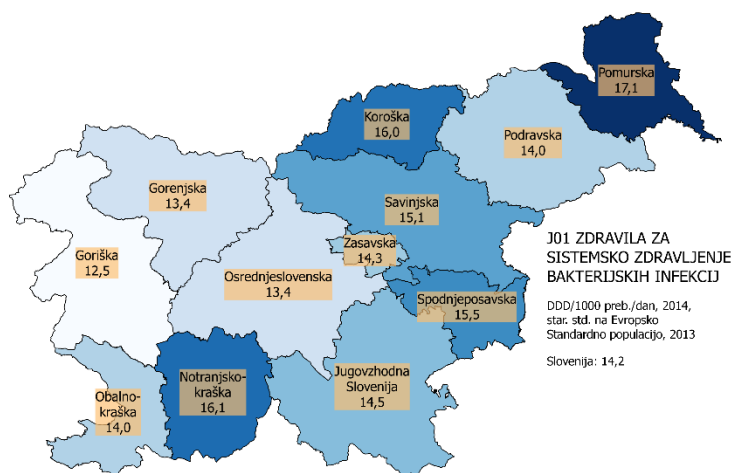 Pomurska
17,1
Koroška
16,0
Podravska
14,0
Gorenjska
13,4
Savinjska
15,1
Zasavska
14,3
Goriška
12,5
Osrednjeslovenska
13,4
Spodnjeposavska
15,5
Jugovzhodna
Slovenija
14,5
Notranjsko-
kraška
16,1
Obalno-
kraška
14,0
J01 ZDRAVILA ZA
SISTEMSKO ZDRAVLJENJE
BAKTERIJSKIH INFEKCIJ
DDD/1000 preb./dan, 2014,
star. std. na Evropsko
Standardno populacijo, 2013
Slovenija: 14,2